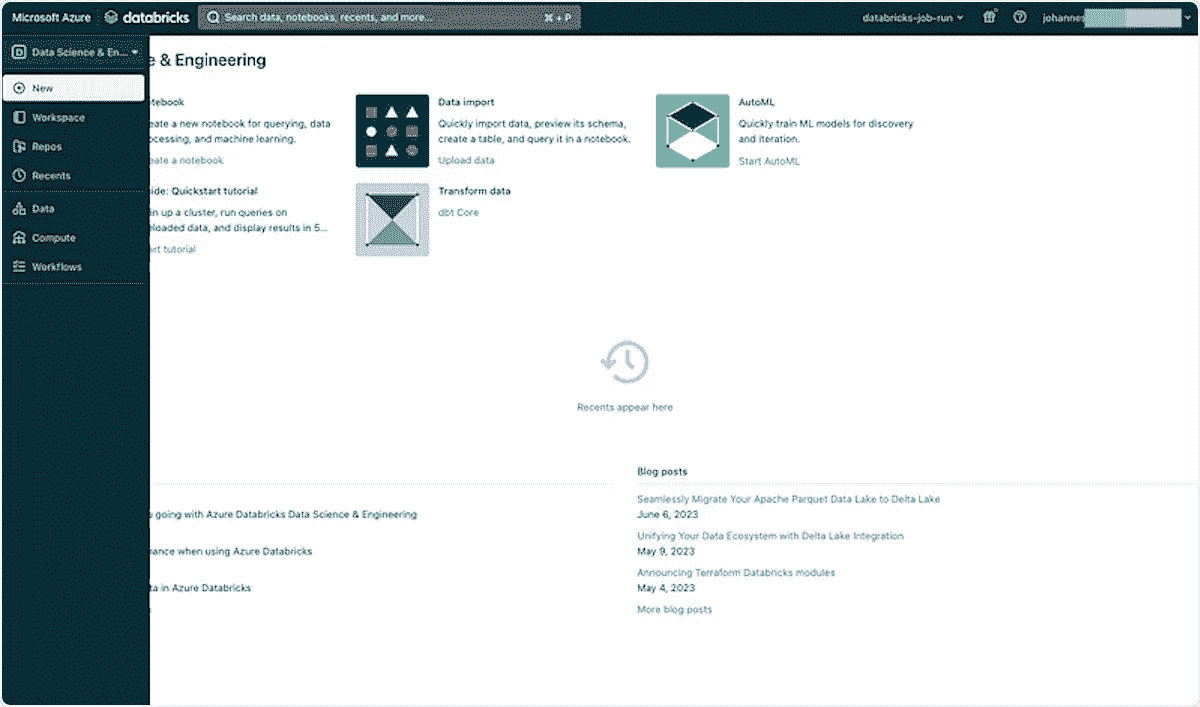 Microsoft Azure databricks Search data, notebooks, recents, and more... ⌘ + P databricks-job-run johannes
Data Science & En...
e & Engineering
New
Workspace
Repos
Recents
Data
Compute
Workflows
tebook
eate a new notebook for querying, data
ocessing, and machine learning.
eate a notebook
Data import
Quickly import data, preview its schema,
create a table, and query it in a notebook.
Upload data
AutoML
Quickly train ML models for discovery
and iteration.
Start AutoML
ide: Quickstart tutorial
in up a cluster, run queries on
loaded data, and display results in 5...
art tutorial
Transform data
dbt Core
Recents appear here
going with Azure Databricks Data Science & Engineering
mance when using Azure Databricks
ta in Azure Databricks
Blog posts
Seamlessly Migrate Your Apache Parquet Data Lake to Delta Lake
June 6, 2023
Unifying Your Data Ecosystem with Delta Lake Integration
May 9, 2023
Announcing Terraform Databricks modules
May 4, 2023
More blog posts